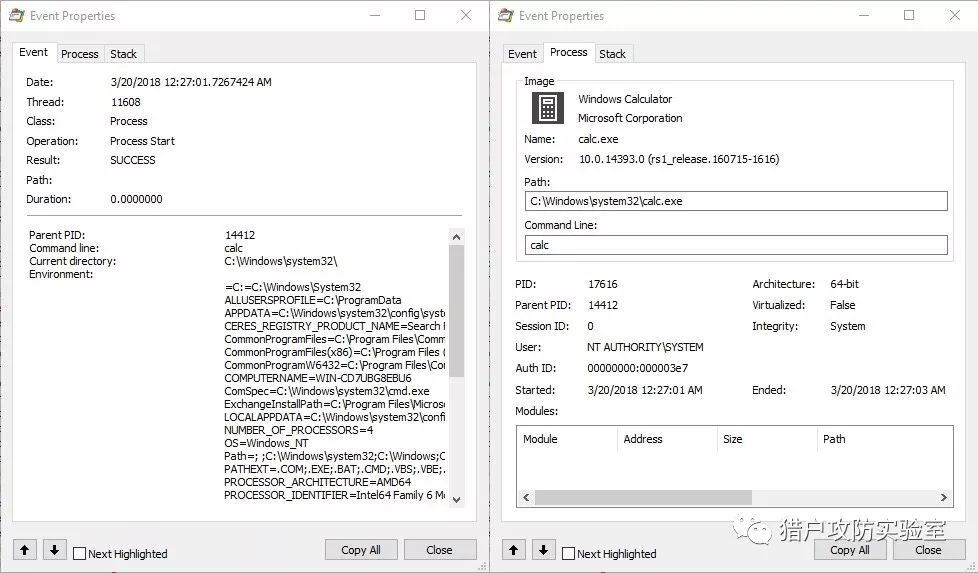 Event Properties
Event Process Stack
Date: 3/20/2018 12:27:01.7267424 AM
Thread: 11608
Class: Process
Operation: Process Start
Result: SUCCESS
Path:
Duration: 0.0000000
Parent PID: 14412
Command line: calc
Current directory: C:\Windows\system32\
Environment:
=C:=C:\Windows\System32
ALLUSERSPROFILE=C:\ProgramData
APPDATA=C:\Windows\system32\config\syst
CERES_REGISTRY_PRODUCT_NAME=Search
CommonProgramFiles=C:\Program Files\Comm
CommonProgramFiles(x86)=C:\Program Files (
CommonProgramW6432=C:\Program Files\Co
COMPUTERNAME=WIN-CD7UBG8EBU6
ComSpec=C:\Windows\system32\cmd.exe
ExchangeInstallPath=C:\Program Files\Micros
LOCALAPPDATA=C:\Windows\system32\confi
NUMBER_OF_PROCESSORS=4
OS=Windows_NT
Path=; ;C:\Windows\system32;C:\Windows;C
PATHEXT=.COM;.EXE;.BAT;.CMD;.VBS;.VBE;.
PROCESSOR_ARCHITECTURE=AMD64
PROCESSOR_IDENTIFIER=Intel64 Family 6 M
Next Highlighted Copy All Close
Event Properties
Event Process Stack
Image
Windows Calculator
Microsoft Corporation
Name: calc.exe
Version: 10.0.14393.0 (rs1_release.160715-1616)
Path:
C:\Windows\system32\calc.exe
Command Line:
calc
PID: 17616 Architecture: 64-bit
Parent PID: 14412 Virtualized: False
Session ID: 0 Integrity: System
User: NT AUTHORITY\SYSTEM
Auth ID: 00000000:000003e7
Started: 3/20/2018 12:27:01 AM Ended: 3/20/2018 12:27:03 AM
Modules:
Module Address Size Path
猎户攻防实验室
Next Highlighted Copy All Close